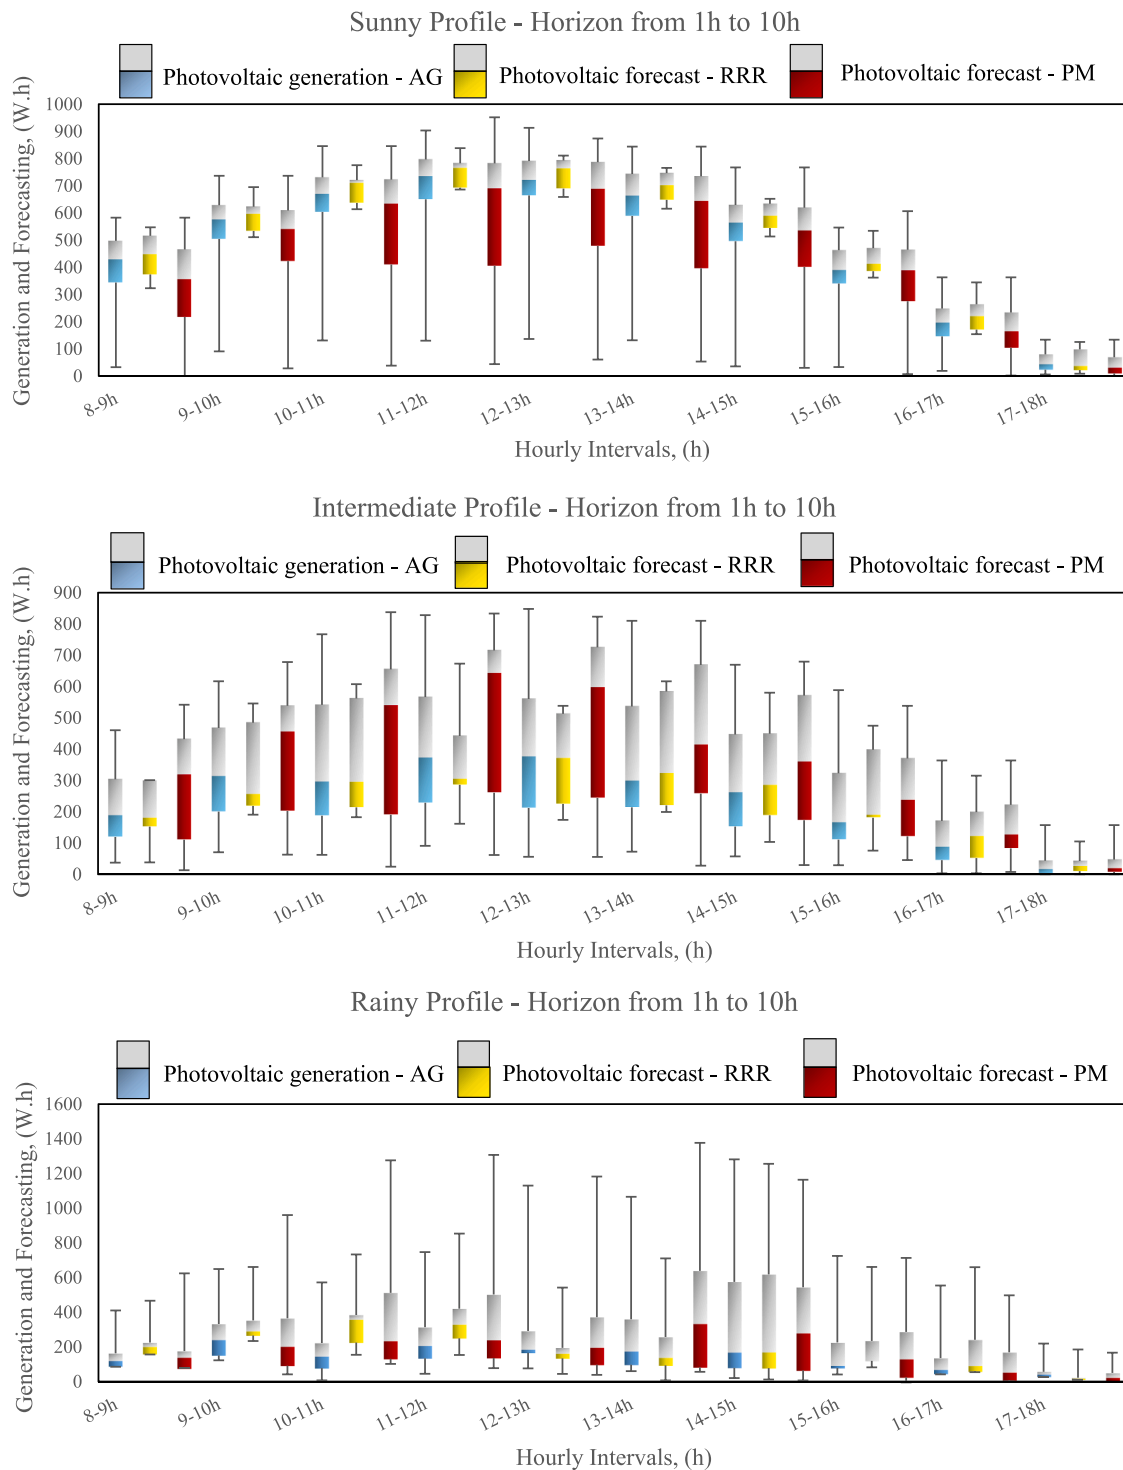 Sunny Profile - Horizon from 1h to 10h
Photovoltaic generation - AG
Photovoltaic forecast - RRR
Photovoltaic forecast - PM
Generation and Forecasting, (W.h)
1000
900
800
700
600
500
400
300
200
100
0
8-9h
9-10h
10-11h
11-12h
12-13h
13-14h
14-15h
15-16h
16-17h
17-18h
Hourly Intervals, (h)
Intermediate Profile - Horizon from 1h to 10h
Photovoltaic generation - AG
Photovoltaic forecast - RRR
Photovoltaic forecast - PM
Generation and Forecasting, (W.h)
900
800
700
600
500
400
300
200
100
0
8-9h
9-10h
10-11h
11-12h
12-13h
13-14h
14-15h
15-16h
16-17h
17-18h
Hourly Intervals, (h)
Rainy Profile - Horizon from 1h to 10h
Photovoltaic generation - AG
Photovoltaic forecast - RRR
Photovoltaic forecast - PM
Generation and Forecasting, (W.h)
1600
1400
1200
1000
800
600
400
200
0
8-9h
9-10h
10-11h
11-12h
12-13h
13-14h
14-15h
15-16h
16-17h
17-18h
Hourly Intervals, (h)